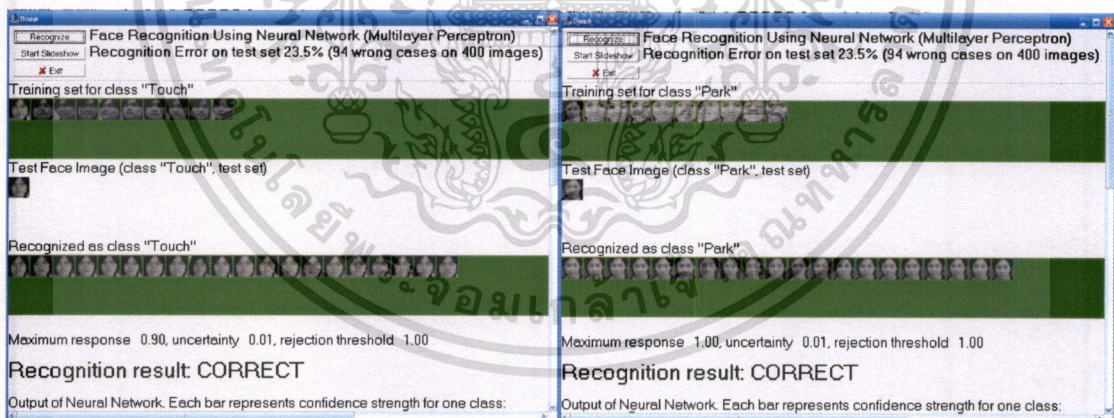 Demo
Recognize
Face Recognition Using Neural Network (Multilayer Perceptron)
Start Slideshow
Recognition Error on test set 23.5% (94 wrong cases on 400 images)
Exit
Training set for class "Touch"
Test Face Image (class "Touch", test set)
Recognized as class "Touch"
Maximum response 0.90, uncertainty 0.01, rejection threshold 1.00
Recognition result: CORRECT
Output of Neural Network. Each bar represents confidence strength for one class:
Demo
Recognize
Face Recognition Using Neural Network (Multilayer Perceptron)
Start Slideshow
Recognition Error on test set 23.5% (94 wrong cases on 400 images)
Exit
Training set for class "Park"
Test Face Image (class "Park", test set)
Recognized as class "Park"
Maximum response 1.00, uncertainty 0.01, rejection threshold 1.00
Recognition result: CORRECT
Output of Neural Network. Each bar represents confidence strength for one class: